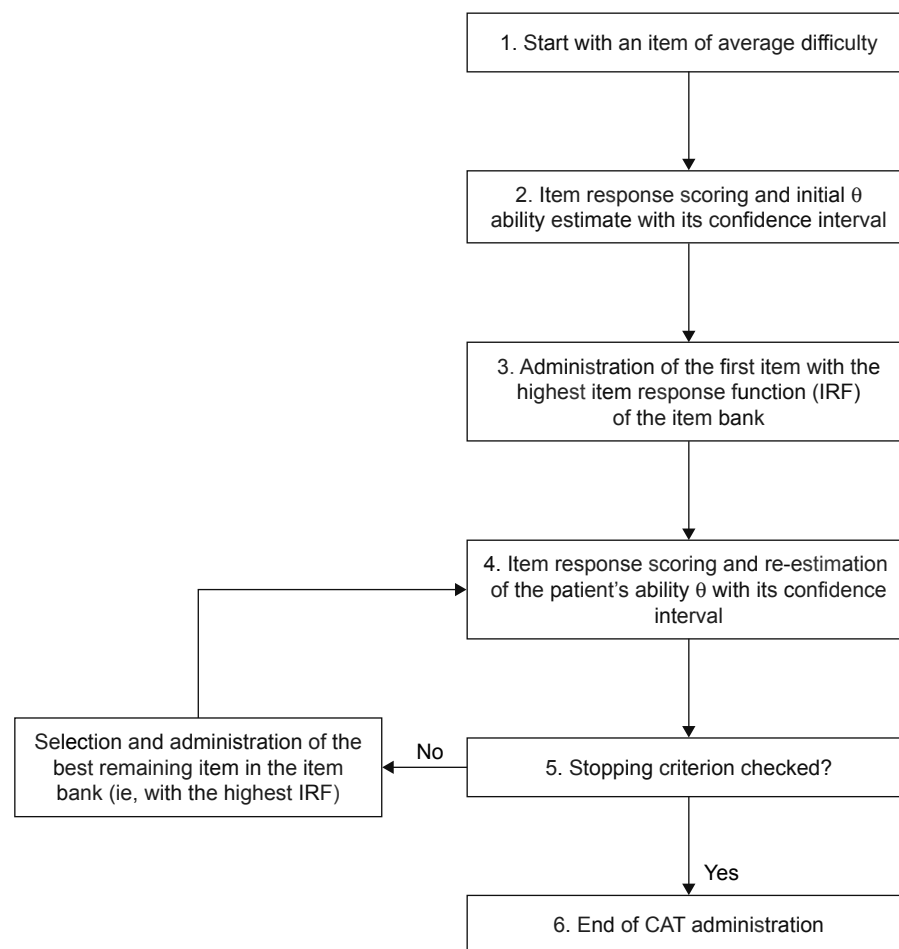 1. Start with an item of average difficulty
2. Item response scoring and initial θ
ability estimate with its confidence interval
3. Administration of the first item with the
highest item response function (IRF)
of the item bank
4. Item response scoring and re-estimation
of the patient’s ability θ with its confidence
interval
Selection and administration of the
best remaining item in the item
bank (ie, with the highest IRF)
No
5. Stopping criterion checked?
Yes
6. End of CAT administration